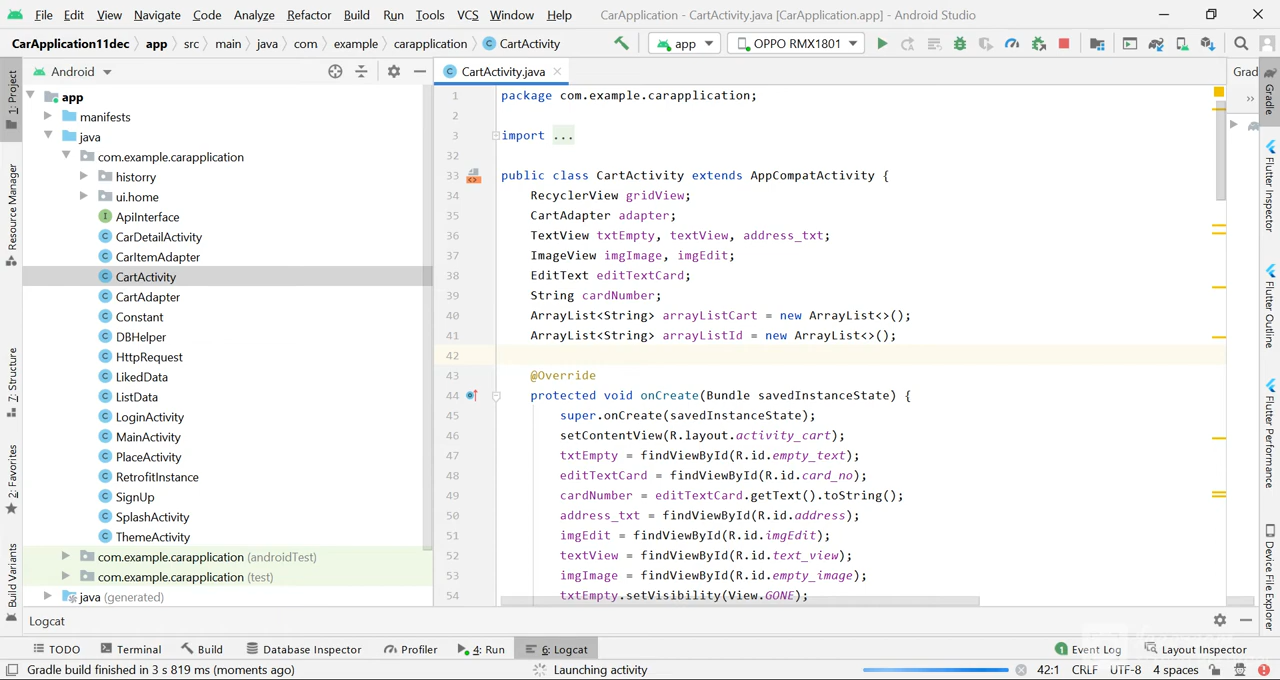 File Edit View Navigate Code Analyze Refactor Build Run Tools VCS Window Help CarApplication - CartActivity.java [CarApplication.app] - Android Studio
CarApplication11dec app src main java com example carapplication CartActivity app OPPO RMX1801
1: Project
Resource Manager
7: Structure
2: Favorites
Build Variants
Android
app
manifests
java
com.example.carapplication
historry
ui.home
ApiInterface
CarDetailActivity
CarItemAdapter
CartActivity
CartAdapter
Constant
DBHelper
HttpRequest
LikedData
ListData
LoginActivity
MainActivity
PlaceActivity
RetrofitInstance
SignUp
SplashActivity
ThemeActivity
com.example.carapplication (androidTest)
com.example.carapplication (test)
java (generated)
CartActivity.java
1 package com.example.carapplication;
2
3 import ...
32
33 public class CartActivity extends AppCompatActivity {
34 RecyclerView gridView;
35 CartAdapter adapter;
36 TextView txtEmpty, textView, address_txt;
37 ImageView imgImage, imgEdit;
38 EditText editTextCard;
39 String cardNumber;
40 ArrayList<String> arrayListCart = new ArrayList<>();
41 ArrayList<String> arrayListId = new ArrayList<>();
42
43 @Override
44 protected void onCreate(Bundle savedInstanceState) {
45 super.onCreate(savedInstanceState);
46 setContentView(R.layout.activity_cart);
47 txtEmpty = findViewById(R.id.empty_text);
48 editTextCard = findViewById(R.id.card_no);
49 cardNumber = editTextCard.getText().toString();
50 address_txt = findViewById(R.id.address);
51 imgEdit = findViewById(R.id.imgEdit);
52 textView = findViewById(R.id.text_view);
53 imgImage = findViewById(R.id.empty_image);
54 txtEmpty.setVisibility(View.GONE);
Grad
Gradle
Flutter Inspector
Flutter Outline
Flutter Performance
Device File Explorer
Logcat
TODO Terminal Build Database Inspector Profiler 4: Run 6: Logcat 1 Event Log Layout Inspector
Gradle build finished in 3 s 819 ms (moments ago) Launching activity 42:1 CRLF UTF-8 4 spaces